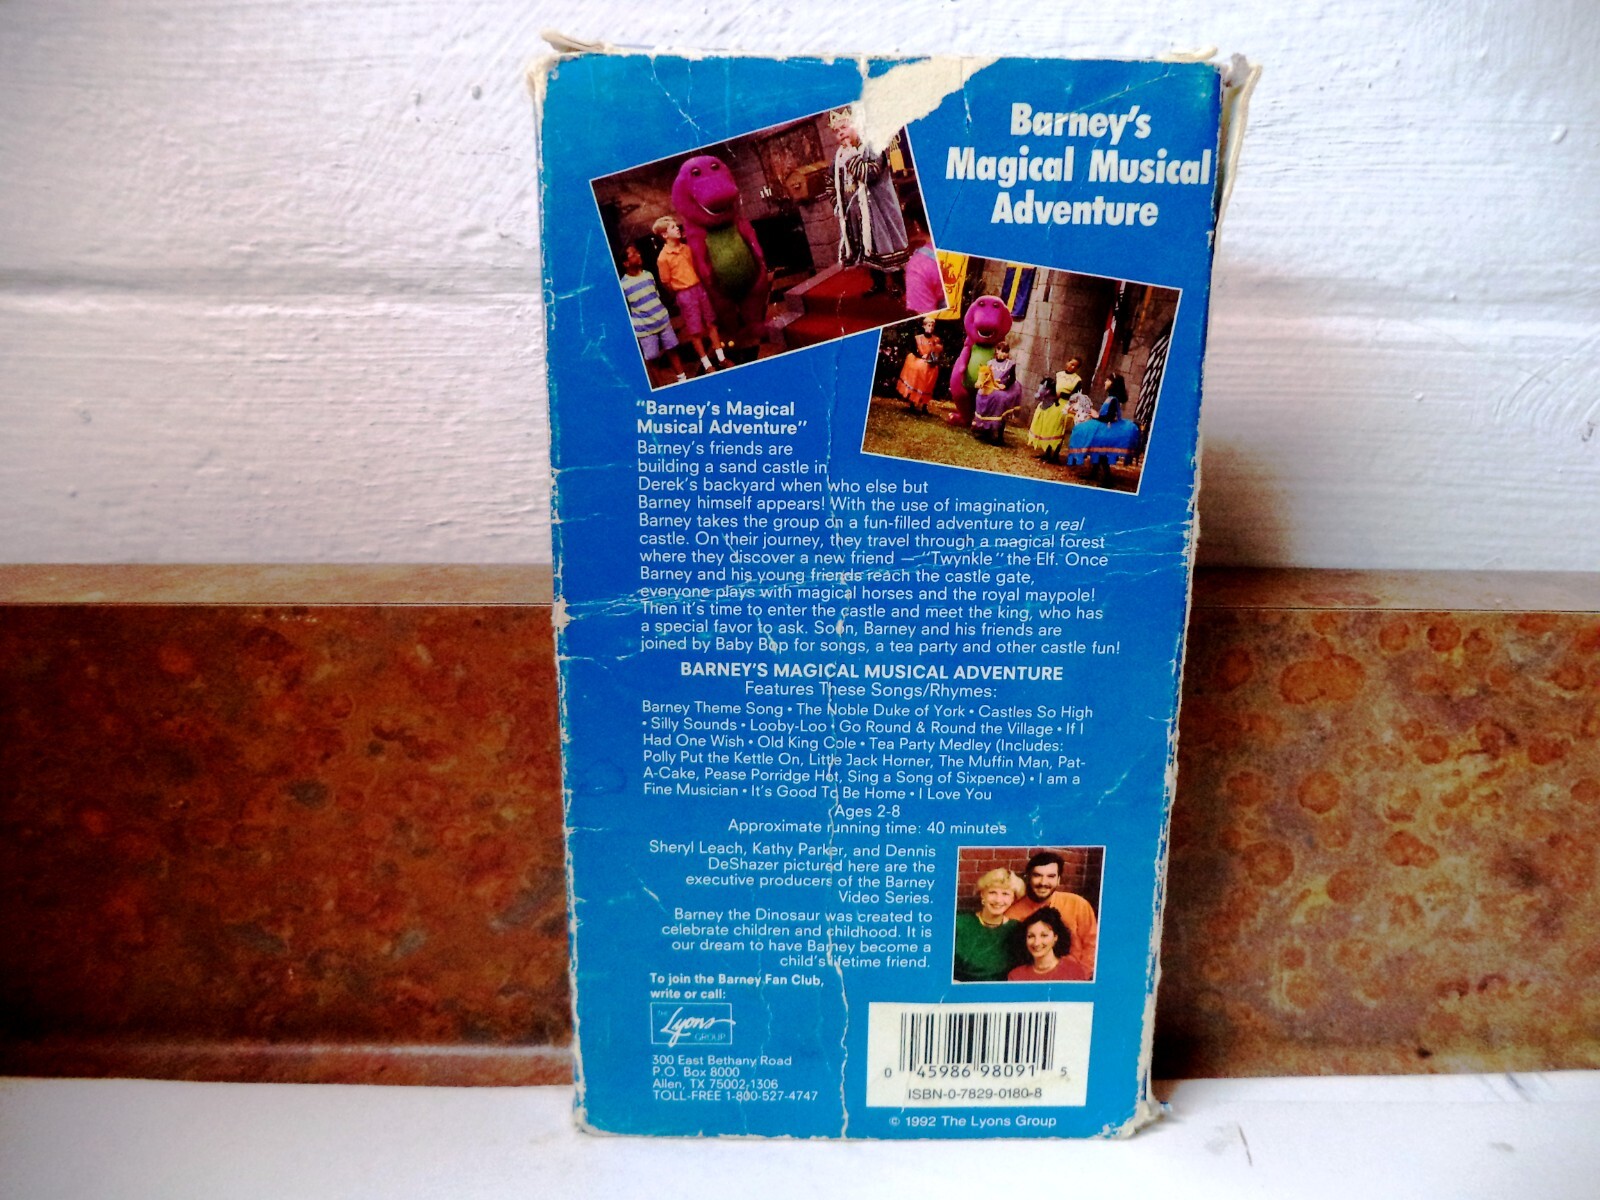 Barney's
Magical Musical
Adventure
"Barney's Magical
Musical Adventure"
Barney's friends are
building a sand castle in
Derek's backyard when who else but
Barney himself appears! With the use of imagination,
Barney takes the group on a fun-filled adventure to a real
castle. On their journey, they travel through a magical forest
where they discover a new friend — "Twynkle" the Elf. Once
Barney and his young friends reach the castle gate,
everyone plays with magical horses and the royal maypole!
Then it's time to enter the castle and meet the king, who has
a special favor to ask. Soon, Barney and his friends are
joined by Baby Bop for songs, a tea party and other castle fun!
BARNEY'S MAGICAL MUSICAL ADVENTURE
Features These Songs/Rhymes:
Barney Theme Song • The Noble Duke of York • Castles So High
• Silly Sounds • Looby-Loo • Go Round & Round the Village • If I
Had One Wish • Old King Cole • Tea Party Medley (Includes:
Polly Put the Kettle On, Little Jack Horner, The Muffin Man, Pat-
A-Cake, Pease Porridge Hot, Sing a Song of Sixpence) • I am a
Fine Musician • It's Good To Be Home • I Love You
Ages 2-8
Approximate running time: 40 minutes
Sheryl Leach, Kathy Parker, and Dennis
DeShazer pictured here are the
executive producers of the Barney
Video Series.
Barney the Dinosaur was created to
celebrate children and childhood. It is
our dream to have Barney become a
child's lifetime friend.
To join the Barney Fan Club,
write or call:
THE
Lyons
GROUP
300 East Bethany Road
P.O. Box 8000
Allen, TX 75002-1306
TOLL-FREE 1-800-527-4747
0 45986 98091 5
ISBN-0-7829-0180-8
© 1992 The Lyons Group